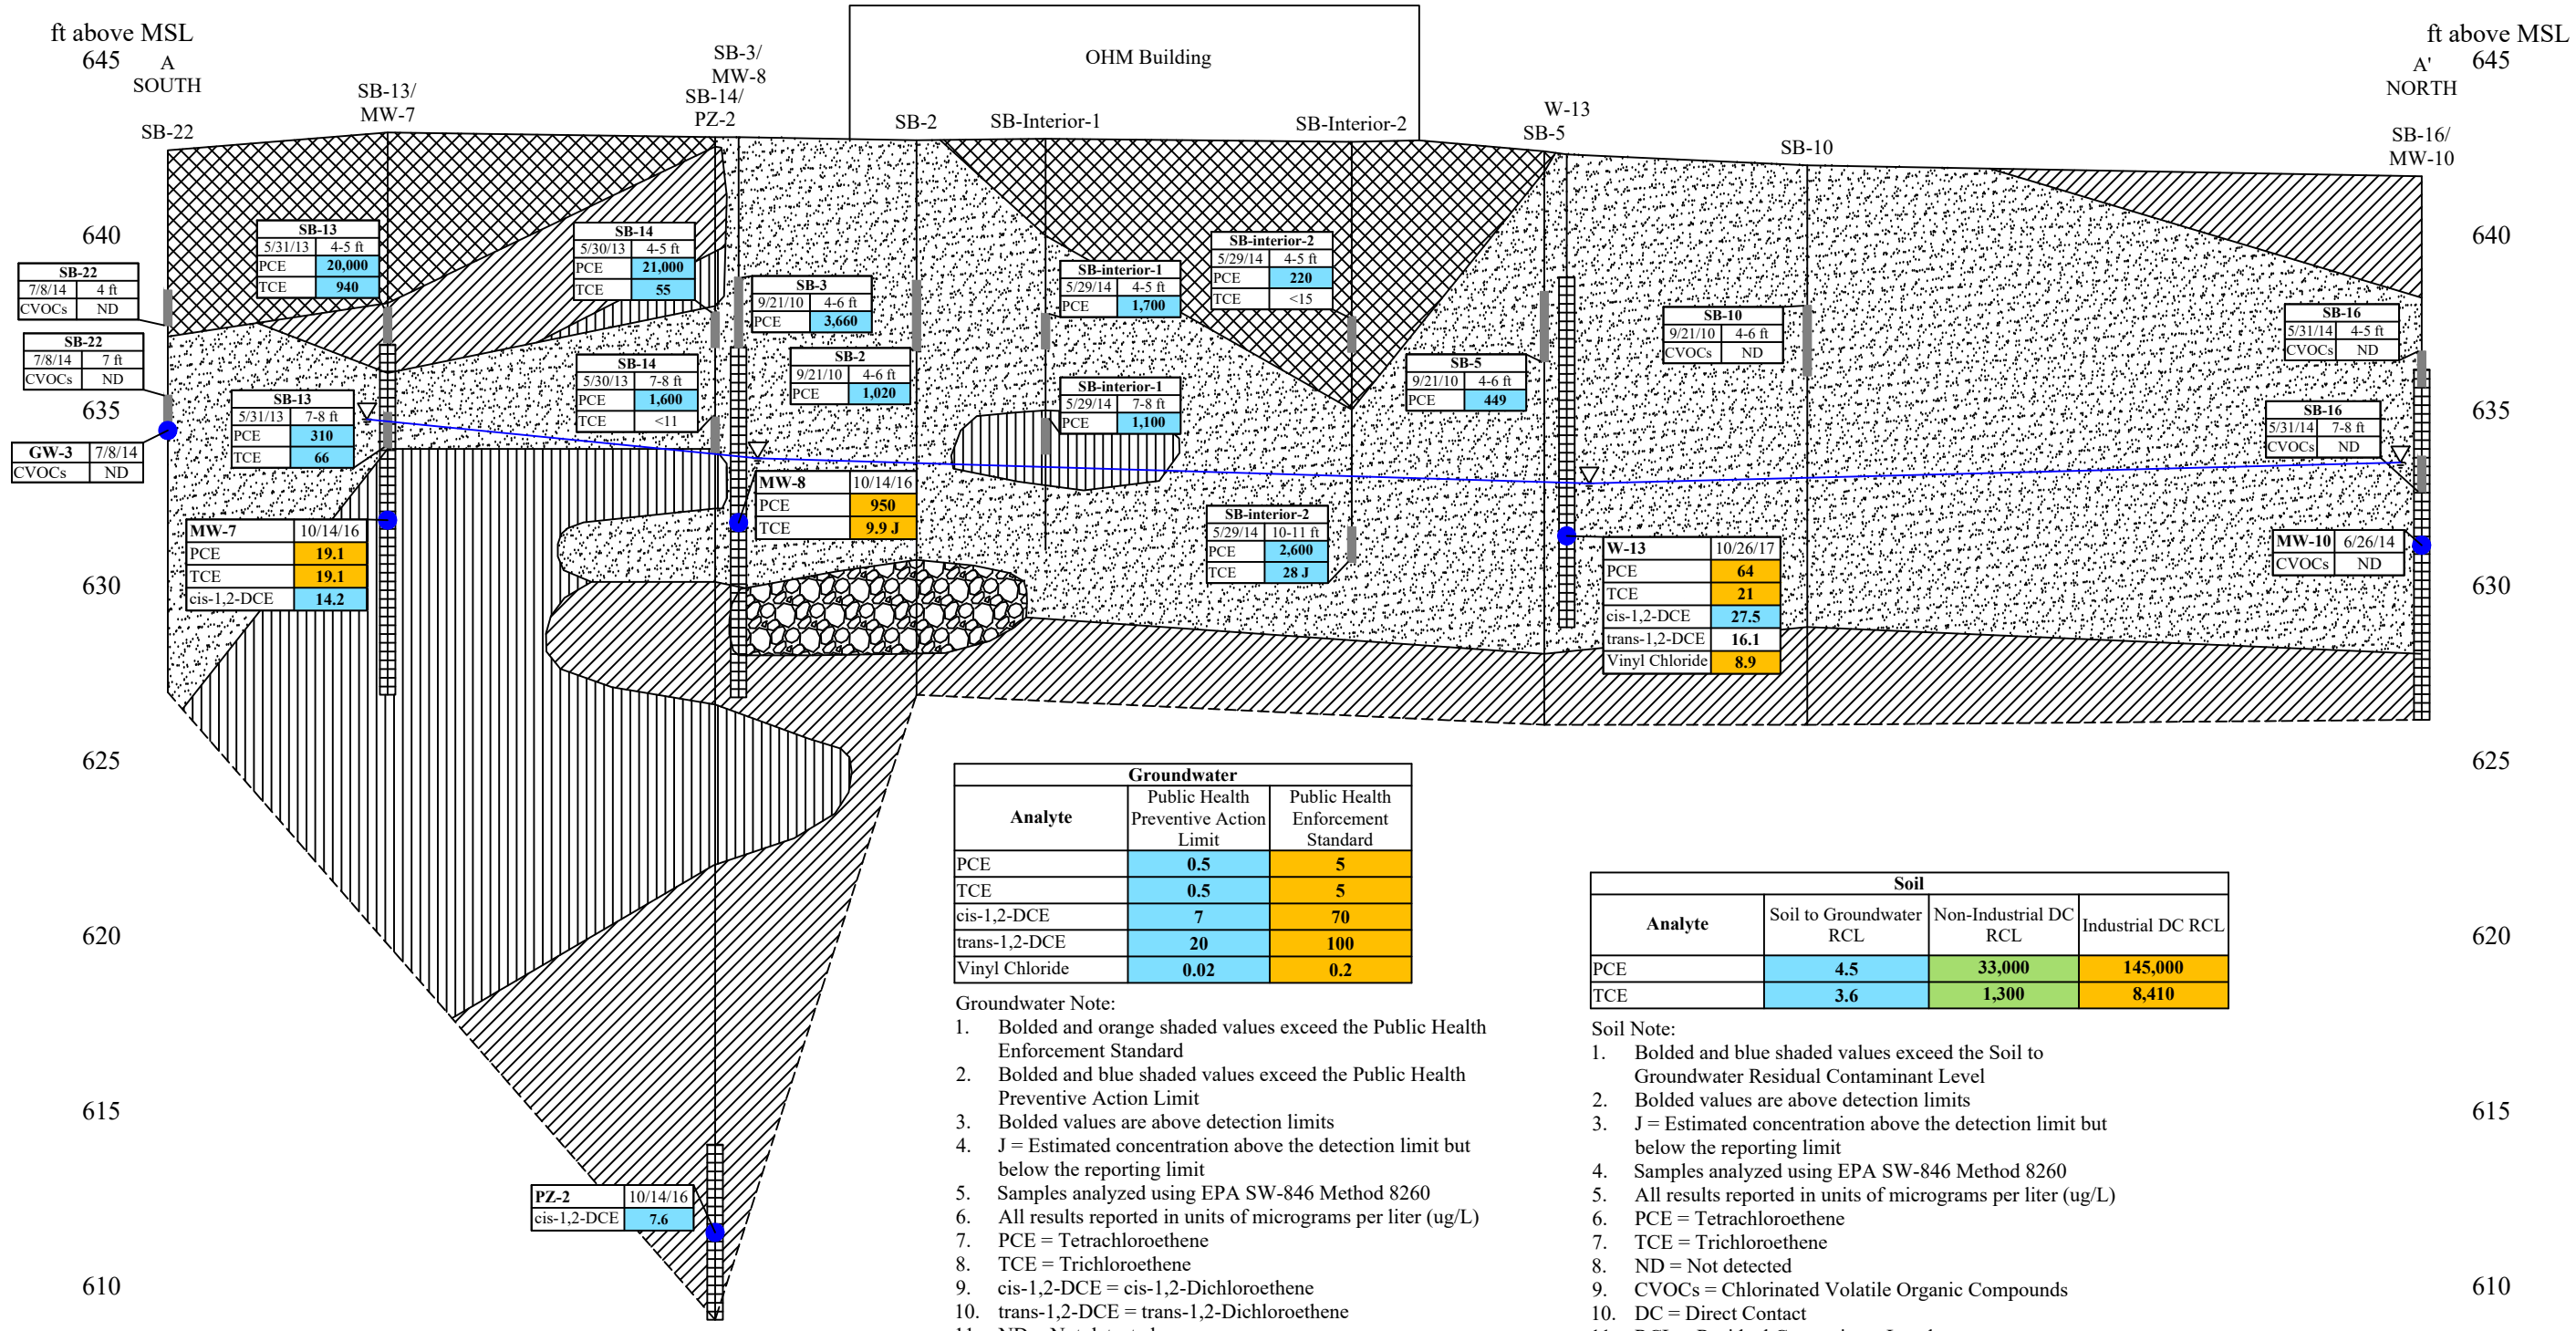 ft above MSL
645
A
SOUTH
SB-22
SB-13/
MW-7
SB-3/
MW-8
SB-14/
PZ-2
SB-2
OHM Building
SB-Interior-1
SB-Interior-2
W-13
SB-5
SB-10
ft above MSL
A' 645
NORTH
SB-16/
MW-10
640
635
630
625
620
615
610
640
635
630
625
620
615
610
SB-22
7/8/14 4 ft
CVOCs ND
SB-22
7/8/14 7 ft
CVOCs ND
GW-3 7/8/14
CVOCs ND
SB-13
5/31/13 4-5 ft
PCE 20,000
TCE 940
SB-13
5/31/13 7-8 ft
PCE 310
TCE 66
MW-7 10/14/16
PCE 19.1
TCE 19.1
cis-1,2-DCE 14.2
SB-14
5/30/13 4-5 ft
PCE 21,000
TCE 55
SB-14
5/30/13 7-8 ft
PCE 1,600
TCE <11
PZ-2 10/14/16
cis-1,2-DCE 7.6
SB-3
9/21/10 4-6 ft
PCE 3,660
SB-2
9/21/10 4-6 ft
PCE 1,020
MW-8 10/14/16
PCE 950
TCE 9.9 J
SB-interior-1
5/29/14 4-5 ft
PCE 1,700
SB-interior-1
5/29/14 7-8 ft
PCE 1,100
SB-interior-2
5/29/14 4-5 ft
PCE 220
TCE <15
SB-interior-2
5/29/14 10-11 ft
PCE 2,600
TCE 28 J
SB-5
9/21/10 4-6 ft
PCE 449
W-13 10/26/17
PCE 64
TCE 21
cis-1,2-DCE 27.5
trans-1,2-DCE 16.1
Vinyl Chloride 8.9
SB-10
9/21/10 4-6 ft
CVOCs ND
SB-16
5/31/14 4-5 ft
CVOCs ND
SB-16
5/31/14 7-8 ft
CVOCs ND
MW-10 6/26/14
CVOCs ND
Groundwater
Analyte Public Health Preventive Action Limit Public Health Enforcement Standard
PCE 0.5 5
TCE 0.5 5
cis-1,2-DCE 7 70
trans-1,2-DCE 20 100
Vinyl Chloride 0.02 0.2
Groundwater Note:
1. Bolded and orange shaded values exceed the Public Health
Enforcement Standard
2. Bolded and blue shaded values exceed the Public Health
Preventive Action Limit
3. Bolded values are above detection limits
4. J = Estimated concentration above the detection limit but
below the reporting limit
5. Samples analyzed using EPA SW-846 Method 8260
6. All results reported in units of micrograms per liter (ug/L)
7. PCE = Tetrachloroethene
8. TCE = Trichloroethene
9. cis-1,2-DCE = cis-1,2-Dichloroethene
10. trans-1,2-DCE = trans-1,2-Dichloroethene
Soil
Analyte Soil to Groundwater RCL Non-Industrial DC RCL Industrial DC RCL
PCE 4.5 33,000 145,000
TCE 3.6 1,300 8,410
Soil Note:
1. Bolded and blue shaded values exceed the Soil to
Groundwater Residual Contaminant Level
2. Bolded values are above detection limits
3. J = Estimated concentration above the detection limit but
below the reporting limit
4. Samples analyzed using EPA SW-846 Method 8260
5. All results reported in units of micrograms per liter (ug/L)
6. PCE = Tetrachloroethene
7. TCE = Trichloroethene
8. ND = Not detected
9. CVOCs = Chlorinated Volatile Organic Compounds
10. DC = Direct Contact